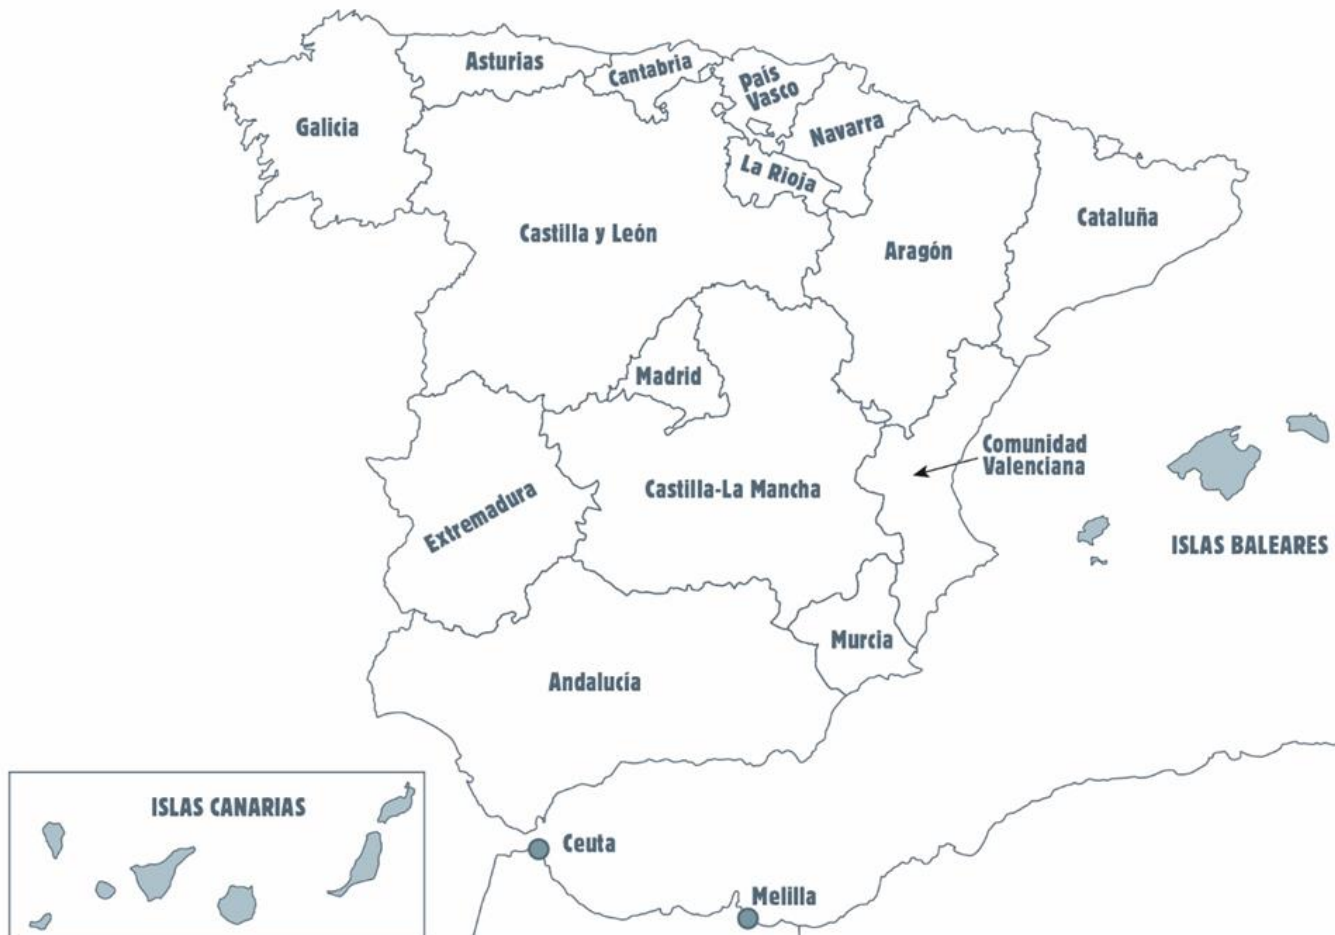 Asturias
Cantabria
País
Vasco
Galicia
Navarra
La Rioja
Cataluña
Castilla y León
Aragón
Madrid
Comunidad
Valenciana
Castilla-La Mancha
Extremadura
ISLAS BALEARES
Murcia
Andalucía
ISLAS CANARIAS
Ceuta
Melilla